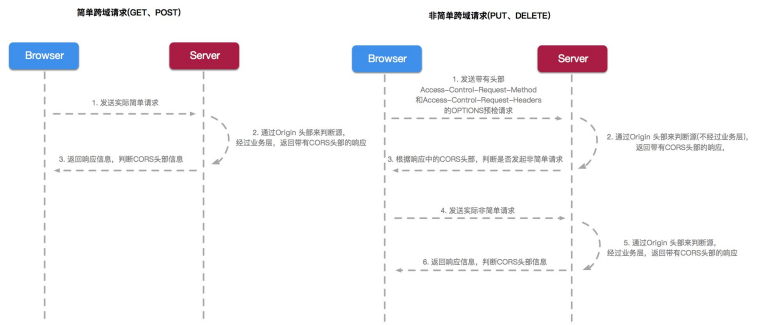 简单跨域请求(GET、POST)
Browser
Server
1. 发送实际简单请求
2. 通过Origin 头部来判断源,
经过业务层，返回带有CORS头部的响应
3. 返回响应信息，判断CORS头部信息
非简单跨域请求(PUT、DELETE)
Browser
Server
1. 发送带有头部
Access-Control-Request-Method
和Access-Control-Request-Headers
的OPTIONS预检请求
2. 通过Origin 头部来判断源(不经过业务层),
返回带有CORS头部的响应,
3. 根据响应中的CORS头部，判断是否发起非简单请求
4. 发送实际非简单请求
5. 通过Origin 头部来判断源,
经过业务层，返回带有CORS头部的响应
6. 返回响应信息，判断CORS头部信息